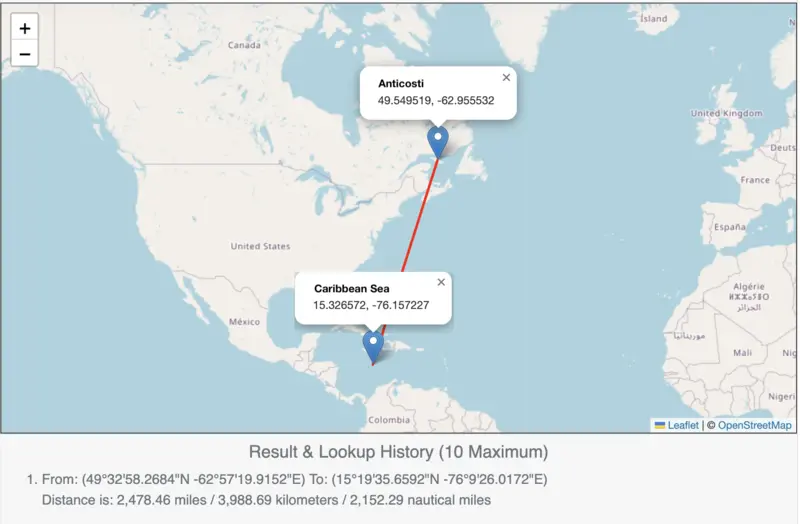 +
−
Ísland
Canada
Anticosti
×
49.549519, -62.955532
United Kingdom
Deuts
France
España
United States
Caribbean Sea
×
15.326572, -76.157227
Algérie
ⵍⵣⵣⴰⵢⴻⵔ
الجزائر
México
موريتانيا
Mali
Nig
Nigeria
Colombia
Leaflet | © OpenStreetMap
Result & Lookup History (10 Maximum)
1. From: (49°32'58.2684"N -62°57'19.9152"E) To: (15°19'35.6592"N -76°9'26.0172"E)
Distance is: 2,478.46 miles / 3,988.69 kilometers / 2,152.29 nautical miles